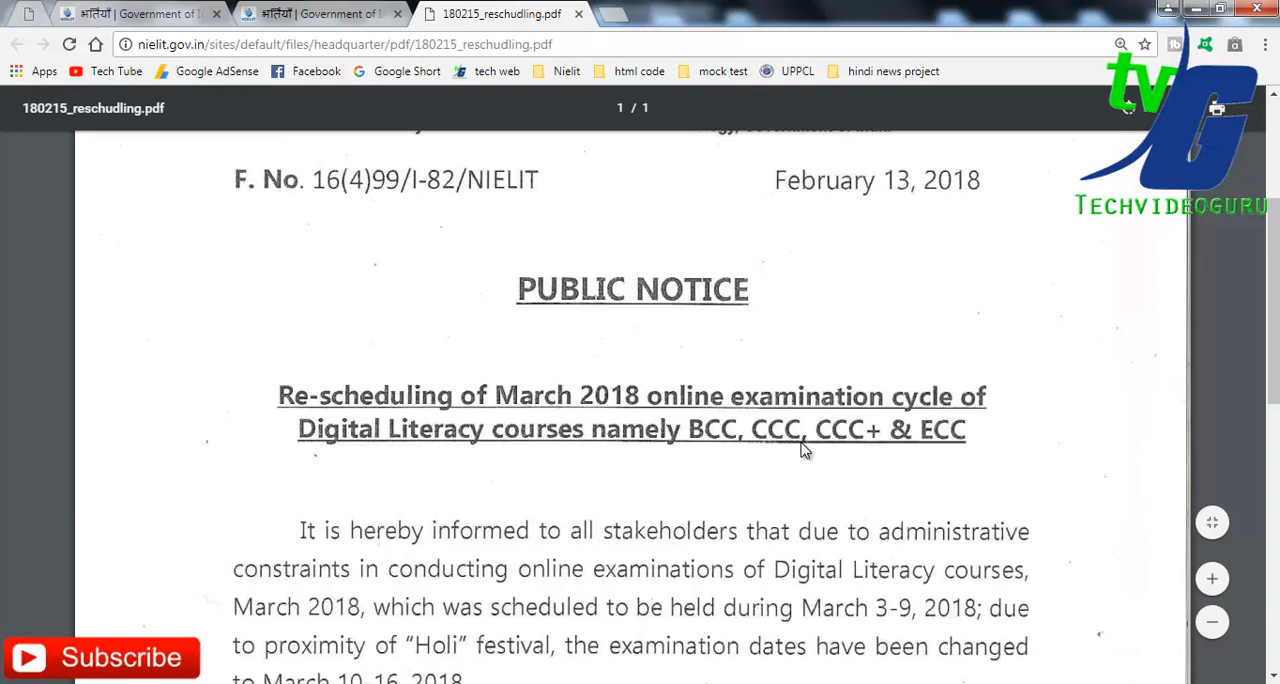 भर्तियाँ | Government of I
भर्तियाँ | Government of I
180215_reschudling.pdf
nielit.gov.in/sites/default/files/headquarter/pdf/180215_reschudling.pdf
Apps
Tech Tube
Google AdSense
Facebook
Google Short
tech web
Nielit
html code
mock test
UPPCL
hindi news project
180215_reschudling.pdf
1 / 1
tv
G
TECHVIDEOGURU
F. No. 16(4)99/I-82/NIELIT
February 13, 2018
PUBLIC NOTICE
Re-scheduling of March 2018 online examination cycle of
Digital Literacy courses namely BCC, CCC, CCC+ & ECC
It is hereby informed to all stakeholders that due to administrative
constraints in conducting online examinations of Digital Literacy courses,
March 2018, which was scheduled to be held during March 3-9, 2018; due
to proximity of “Holi” festival, the examination dates have been changed
to March 10-16, 2018.
Subscribe